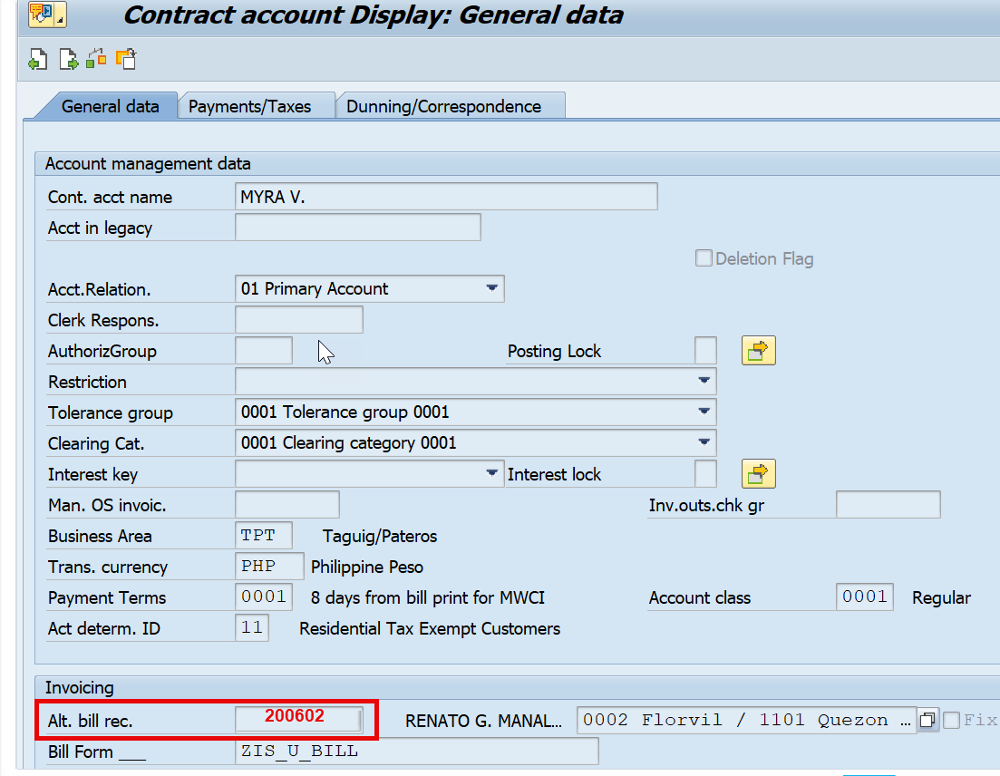 Contract account Display: General data
General data Payments/Taxes Dunning/Correspondence
Account management data
Cont. acct name MYRA V.
Acct in legacy
Deletion Flag
Acct.Relation. 01 Primary Account
Clerk Respons.
AuthorizGroup Posting Lock
Restriction
Tolerance group 0001 Tolerance group 0001
Clearing Cat. 0001 Clearing category 0001
Interest key Interest lock
Man. OS invoic. Inv.outs.chk gr
Business Area TPT Taguig/Pateros
Trans. currency PHP Philippine Peso
Payment Terms 0001 8 days from bill print for MWCI Account class 0001 Regular
Act determ. ID 11 Residential Tax Exempt Customers
Invoicing
Alt. bill rec. 200602 RENATO G. MANAL... 0002 Florvil / 1101 Quezon … Fix
Bill Form ___ ZIS_U_BILL